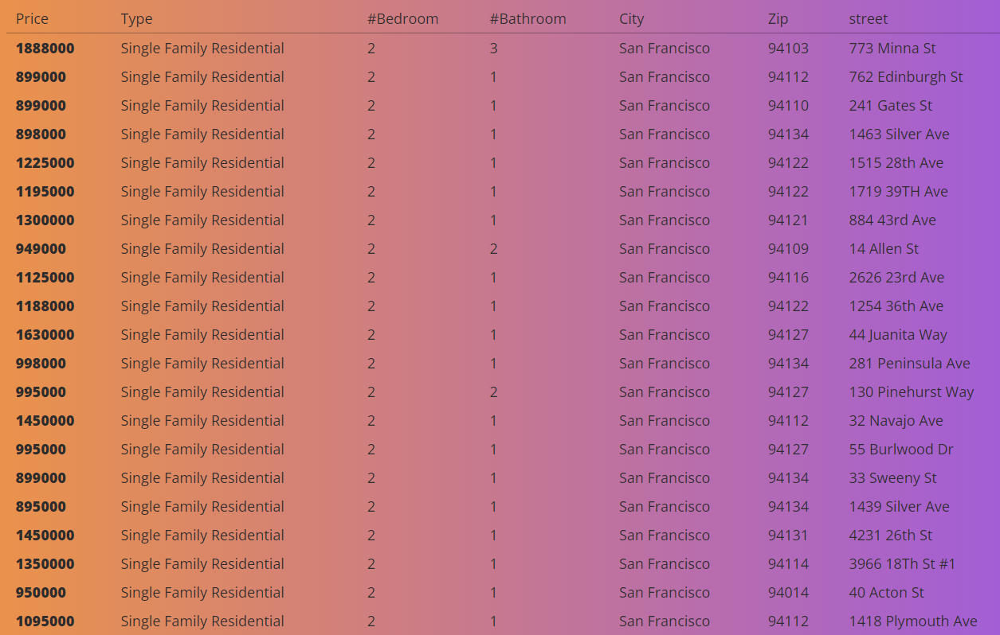 Price Type #Bedroom #Bathroom City Zip street
1888000 Single Family Residential 2 3 San Francisco 94103 773 Minna St
899000 Single Family Residential 2 1 San Francisco 94112 762 Edinburgh St
899000 Single Family Residential 2 1 San Francisco 94110 241 Gates St
898000 Single Family Residential 2 1 San Francisco 94134 1463 Silver Ave
1225000 Single Family Residential 2 1 San Francisco 94122 1515 28th Ave
1195000 Single Family Residential 2 1 San Francisco 94122 1719 39TH Ave
1300000 Single Family Residential 2 1 San Francisco 94121 884 43rd Ave
949000 Single Family Residential 2 2 San Francisco 94109 14 Allen St
1125000 Single Family Residential 2 1 San Francisco 94116 2626 23rd Ave
1188000 Single Family Residential 2 1 San Francisco 94122 1254 36th Ave
1630000 Single Family Residential 2 1 San Francisco 94127 44 Juanita Way
998000 Single Family Residential 2 1 San Francisco 94134 281 Peninsula Ave
995000 Single Family Residential 2 2 San Francisco 94127 130 Pinehurst Way
1450000 Single Family Residential 2 1 San Francisco 94112 32 Navajo Ave
995000 Single Family Residential 2 1 San Francisco 94127 55 Burlwood Dr
899000 Single Family Residential 2 1 San Francisco 94134 33 Sweeny St
895000 Single Family Residential 2 1 San Francisco 94134 1439 Silver Ave
1450000 Single Family Residential 2 1 San Francisco 94131 4231 26th St
1350000 Single Family Residential 2 1 San Francisco 94114 3966 18Th St #1
950000 Single Family Residential 2 1 San Francisco 94014 40 Acton St
1095000 Single Family Residential 2 1 San Francisco 94112 1418 Plymouth Ave